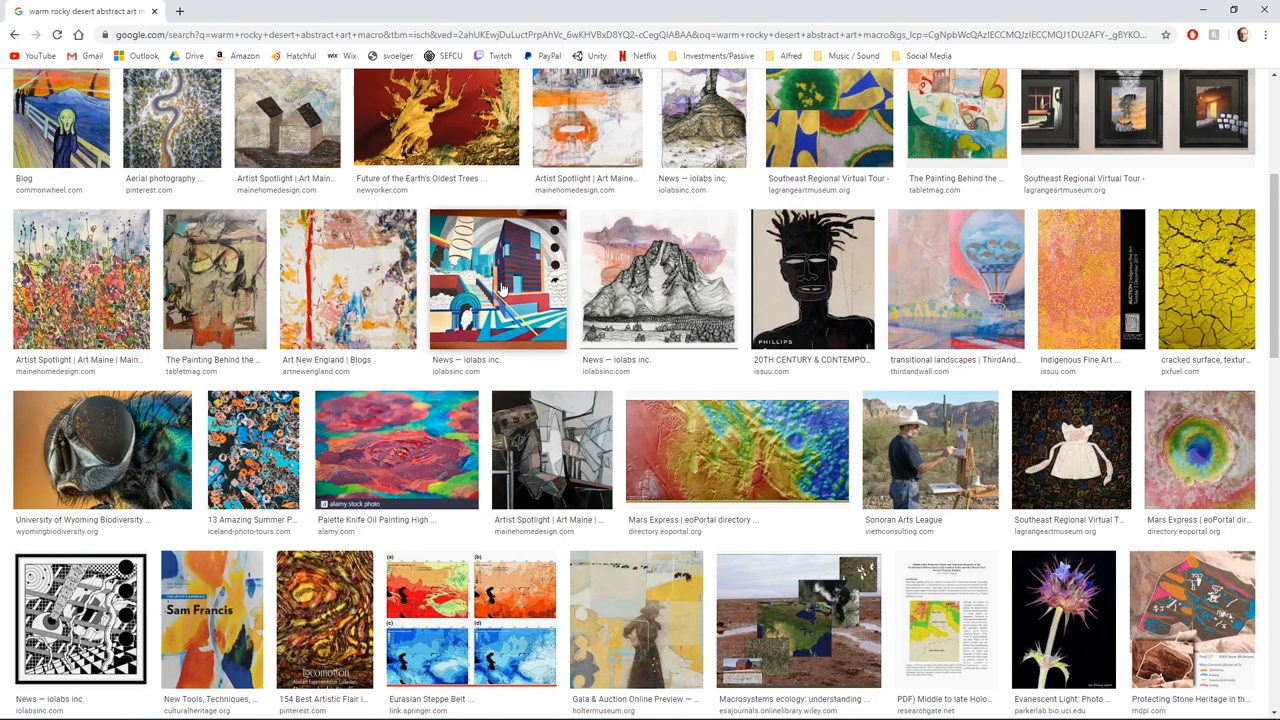 warm rocky desert abstract art m
google.com/search?q=warm+rocky+desert+abstract+art+macro&tbm=isch&ved=2ahUKEwjDuLuctPrpAhVc_6wKHVBxD8YQ2-cCegQIABAA&oq=warm+rocky+desert+abstract+art+macro&gs_lcp=CgNpbWcQAzIECCMQJzIECCMQJ1DU2AFY-_gBYKO...
YouTube Gmail Outlook Drive Amazon Hatchful WIX Wix svoelger SEFCU Twitch PayPal Unity Netflix Investments/Passive Alfred Music / Sound Social Media
Blog Aerial photography ... Artist Spotlight | Art Main... Future of the Earth's Oldest Trees ... Artist Spotlight | Art Maine... News — iolabs inc. Southeast Regional Virtual Tour - The Painting Behind the ... Southeast Regional Virtual Tour -
commonwheel.com pinterest.com mainehomedesign.com newyorker.com mainehomedesign.com iolabsinc.com lagrangeartmuseum.org tabletmag.com lagrangeartmuseum.org
PHILLIPS
Artist Spotlight | Art Maine | Main... The Painting Behind the ... Art New England | Blogs News — iolabs inc. News — iolabs inc. 20TH CENTURY & CONTEMPO... transitional landscapes | ThirdAnd... Indigenous Fine Art ... cracked surface, textur...
mainehomedesign.com tabletmag.com artnewengland.com iolabsinc.com iolabsinc.com issuu.com thirdandwall.com issuu.com pxfuel.com
a alamy stock photo
University of Wyoming Biodiversity ... 13 Amazing Summer P... Palette Knife Oil Painting High ... Artist Spotlight | Art Maine | ... Mars Express | eoPortal directory ... Sonoran Arts League Southeast Regional Virtual T... Mars Express | eoPortal dir...
wyomingbiodiversity.org iceland-photo-tours.com alamy.com mainehomedesign.com directory.eoportal.org viethconsulting.com lagrangeartmuseum.org directory.eoportal.org
(a) (b)
Sam Francis
(c) (d)
locomotion
News — iolabs inc. New Tools, Techniques, ... 154 Best Artistic Flair i... Eurasian Steppe Belt ... Gala & Auction Online Preview — ... Macrosystems ecology: understanding ... PDF) Middle to late Holo... Evanescent Light: Photo ... Protecting Stone Heritage in th...
iolabsinc.com culturalheritage.org pinterest.com link.springer.com holtermuseum.org esajournals.onlinelibrary.wiley.com researchgate.net parkerlab.bio.uci.edu mdpi.com